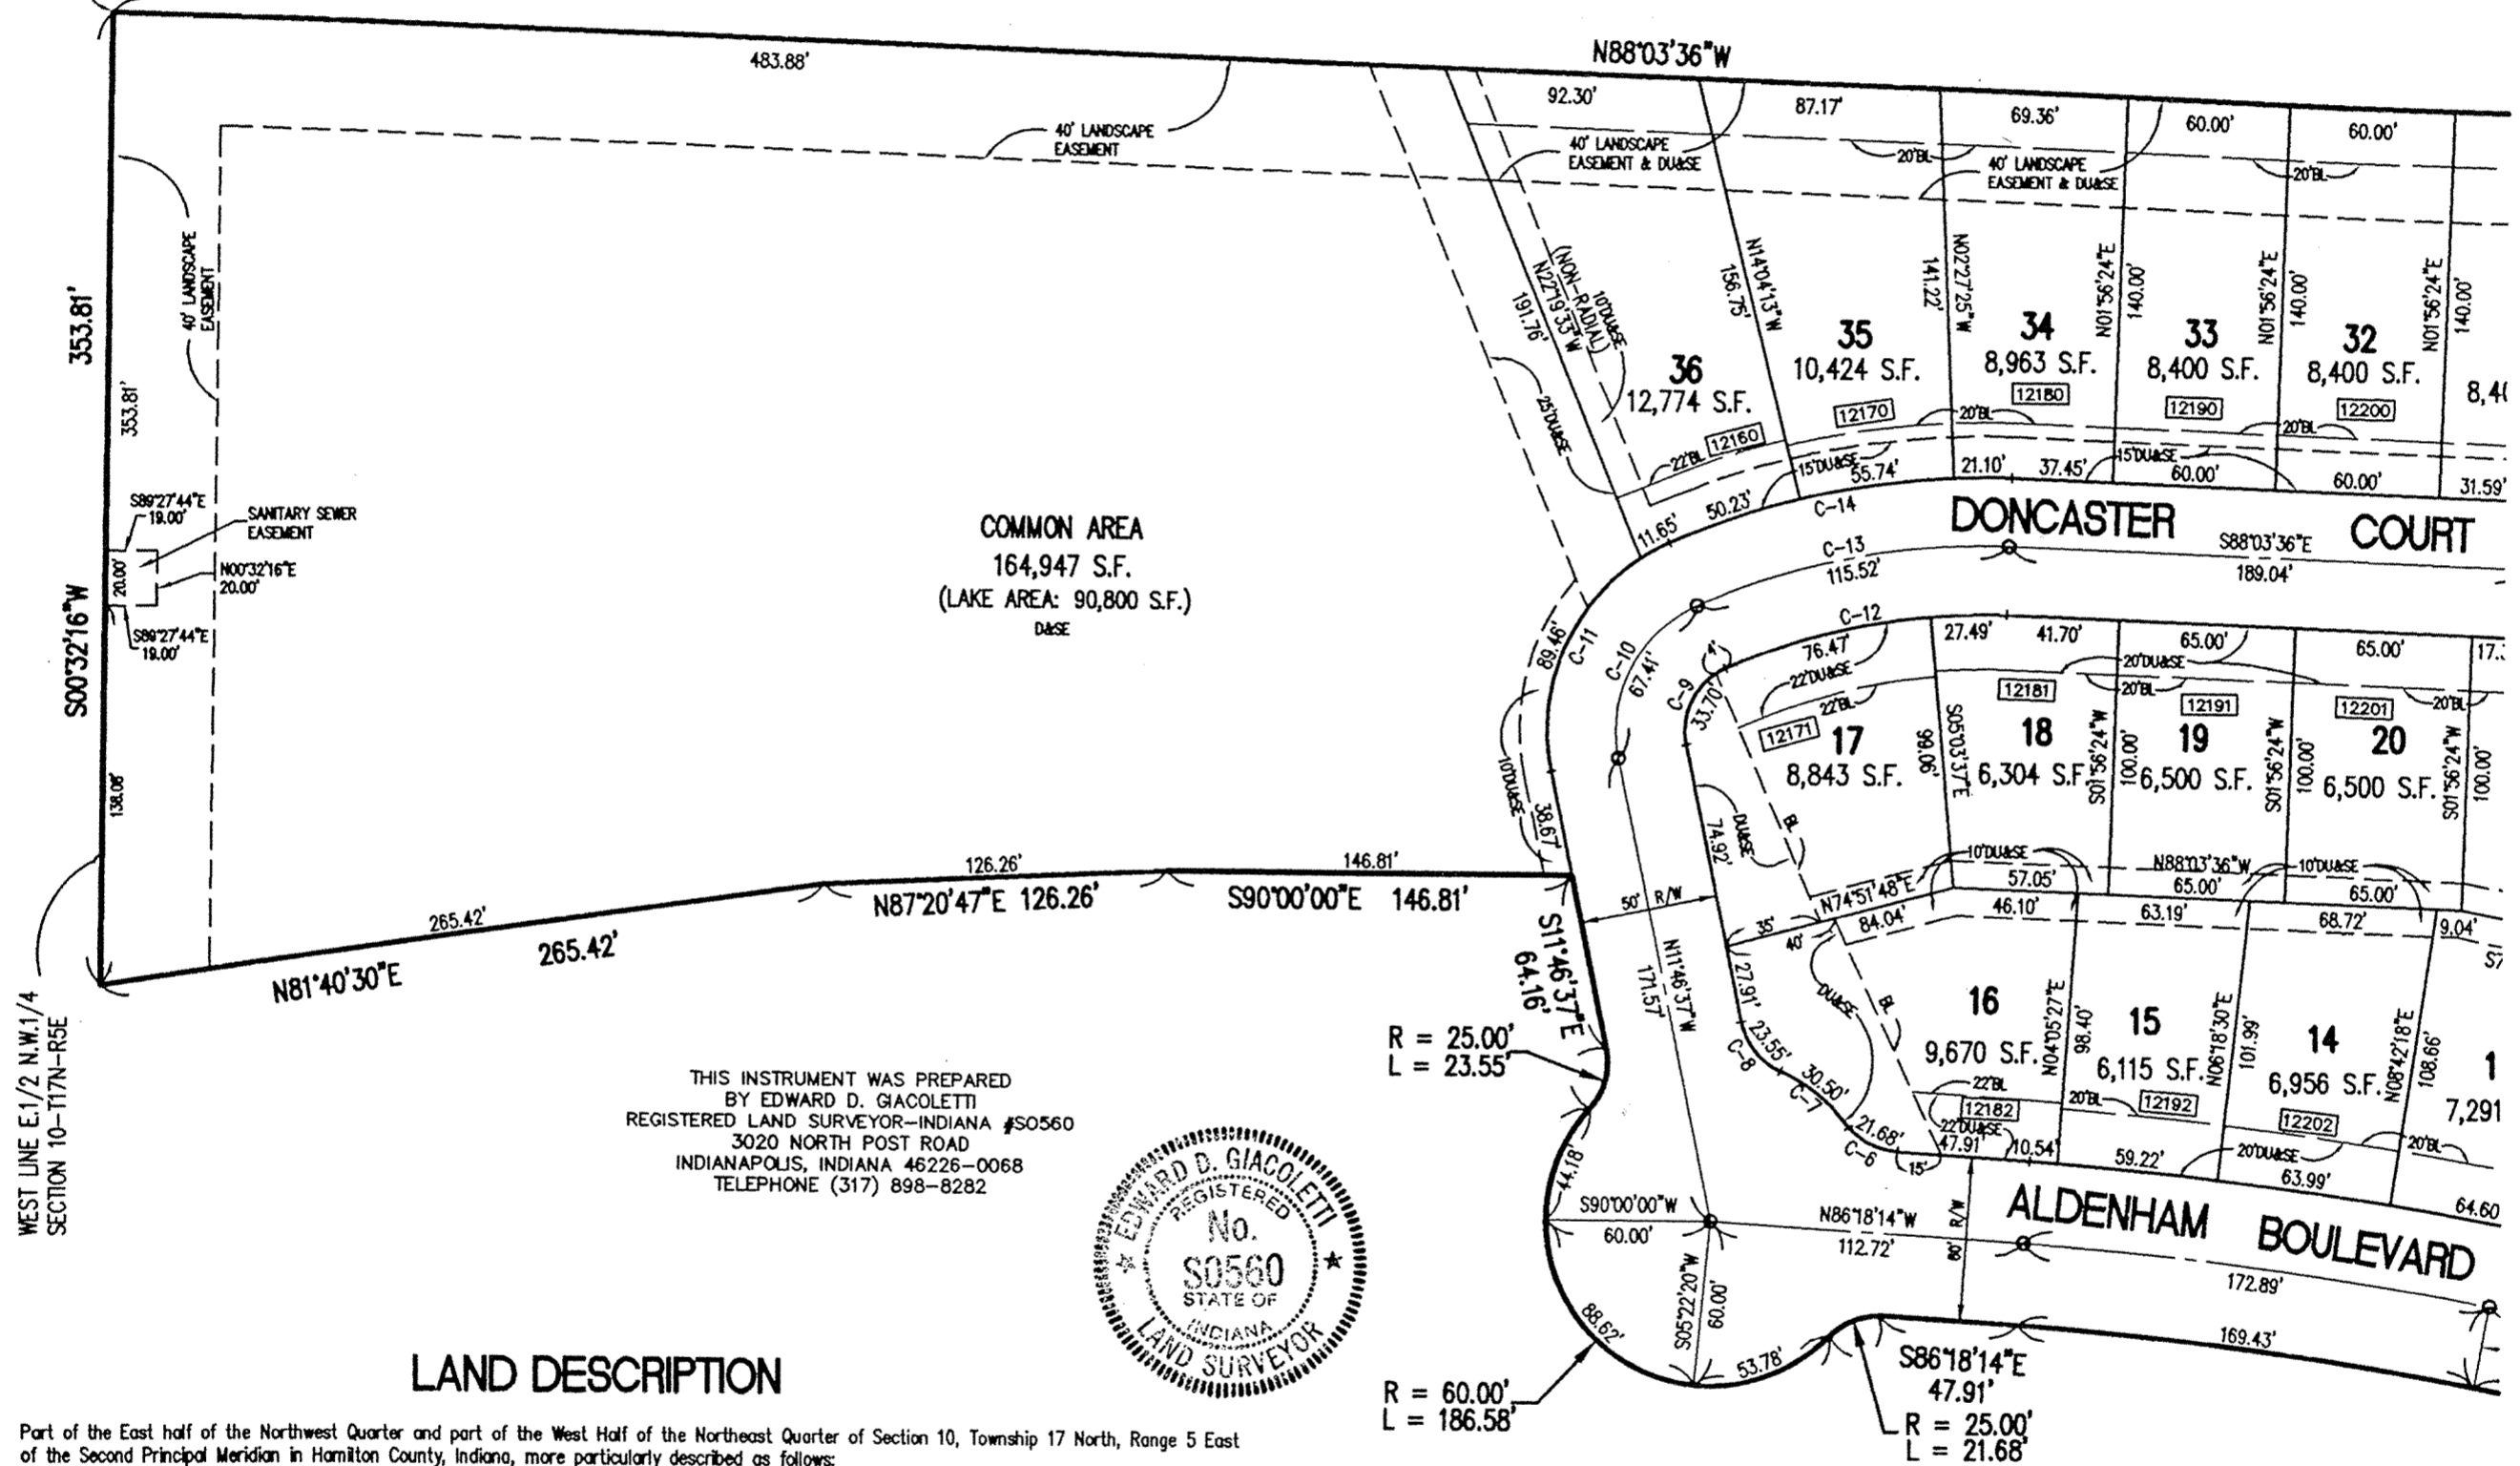 N88°03'36"W
483.88'
92.30'
87.17'
69.36'
60.00'
60.00'
40' LANDSCAPE
EASEMENT
40' LANDSCAPE
EASEMENT & DU&SE
20'BL
40' LANDSCAPE
EASEMENT & DU&SE
20'BL
353.81'
353.81'
40' LANDSCAPE
EASEMENT
S00°32'16"W
S89°27'44"E
19.00'
SANITARY SEWER
EASEMENT
20.00'
N00°32'16"E
20.00'
S89°27'44"E
19.00'
138.06'
COMMON AREA
164,947 S.F.
(LAKE AREA: 90,800 S.F.)
D&SE
25'DU&SE
191.76'
N22°19'33"W
(NON-RADIAL)
10'DU&SE
36
12,774 S.F.
12160
22'BL
156.75'
N14°04'13"W
35
10,424 S.F.
12170
15'DU&SE
55.74'
141.22'
N02°27'25"W
34
8,963 S.F.
12180
20'BL
21.10'
37.45'
N01°56'24"E
140.00'
33
8,400 S.F.
12190
15'DU&SE
60.00'
N01°56'24"E
140.00'
32
8,400 S.F.
12200
20'BL
60.00'
N01°56'24"E
140.00'
8,4
31.59'
11.65'
50.23'
C-14
DONCASTER COURT
C-13
115.52'
S88°03'36"E
189.04'
C-12
89.46'
C-11
C-10
67.41'
C-9
33.70'
4'
76.47'
22'DU&SE
22'BL
12171
17
8,843 S.F.
99.06'
S05°03'37"E
27.49'
41.70'
12181
18
6,304 S.F.
S01°56'24"W
100.00'
65.00'
20'DU&SE
20'BL
12191
19
6,500 S.F.
S01°56'24"W
100.00'
65.00'
12201
20'BL
20
6,500 S.F.
S01°56'24"W
100.00'
17.
10'DU&SE
38.67'
74.92'
DU&SE
BL
10'DU&SE
57.05'
N88°03'36"W
65.00'
10'DU&SE
65.00'
N74°51'48"E
84.04'
46.10'
63.19'
68.72'
9.04'
S7
126.26'
146.81'
N87°20'47"E 126.26'
S90°00'00"E 146.81'
265.42'
265.42'
N81°40'30"E
50' R/W
35'
40'
S11°46'37"E
64.16'
N11°46'37"W
171.57'
27.91'
23.55'
C-8
30.50'
C-7
21.68'
C-6
15'
DU&SE
BL
16
9,670 S.F.
22'BL
12182
22'DU&SE
47.91'
10.54'
N04°05'27"E
98.40'
15
6,115 S.F.
20'BL
12192
59.22'
N06°18'30"E
101.99'
14
6,956 S.F.
12202
20'DU&SE
63.99'
N08°42'18"E
108.66'
1
7,291
20'BL
64.60
WEST LINE E.1/2 N.W.1/4
SECTION 10-T17N-R5E
R = 25.00'
L = 23.55'
THIS INSTRUMENT WAS PREPARED
BY EDWARD D. GIACOLETTI
REGISTERED LAND SURVEYOR-INDIANA #S0560
3020 NORTH POST ROAD
INDIANAPOLIS, INDIANA 46226-0068
TELEPHONE (317) 898-8282
EDWARD D. GIACOLETTI
REGISTERED
No.
S0560
STATE OF
INDIANA
LAND SURVEYOR
44.18'
S90°00'00"W
60.00'
N86°18'14"W
112.72'
60' R/W
ALDENHAM BOULEVARD
172.89'
S05°22'20"W
60.00'
88.62'
53.78'
169.43'
S86°18'14"E
47.91'
R = 60.00'
L = 186.58'
R = 25.00'
L = 21.68'
LAND DESCRIPTION
Part of the East half of the Northwest Quarter and part of the West Half of the Northeast Quarter of Section 10, Township 17 North, Range 5 East
of the Second Principal Meridian in Hamilton County, Indiana, more particularly described as follows: